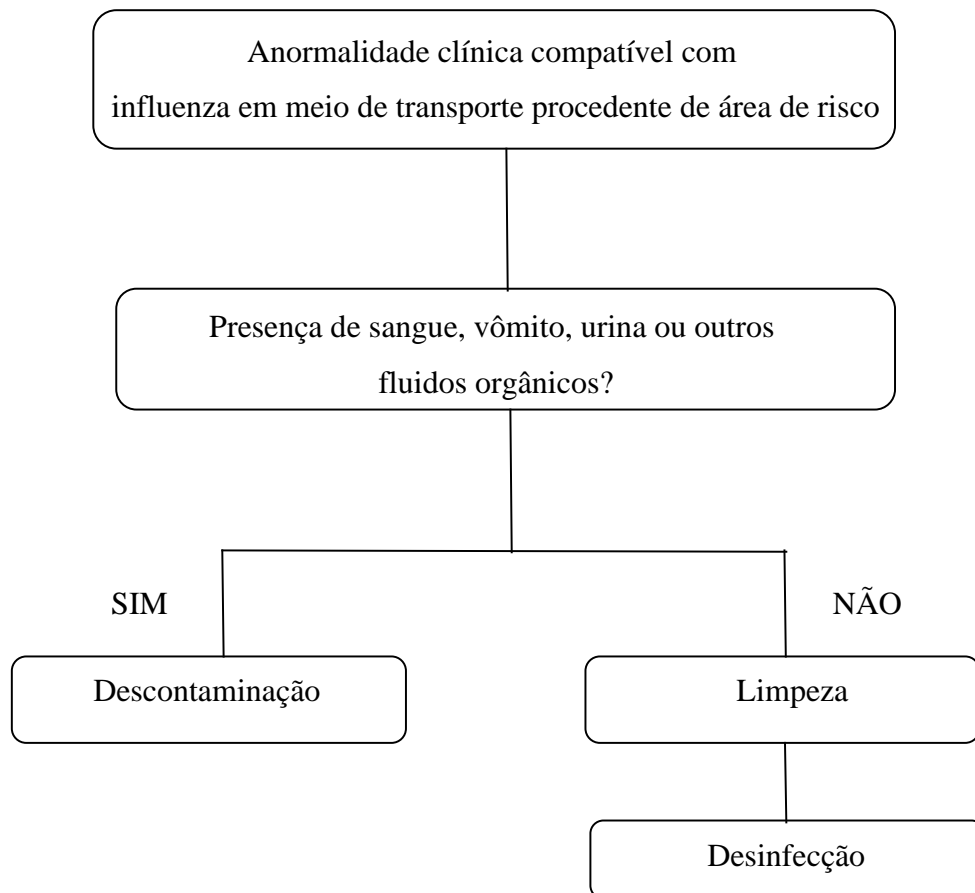 Anormalidade clínica compatível com
influenza em meio de transporte procedente de área de risco
Presença de sangue, vômito, urina ou outros
fluidos orgânicos?
SIM
NÃO
Descontaminação
Limpeza
Desinfecção